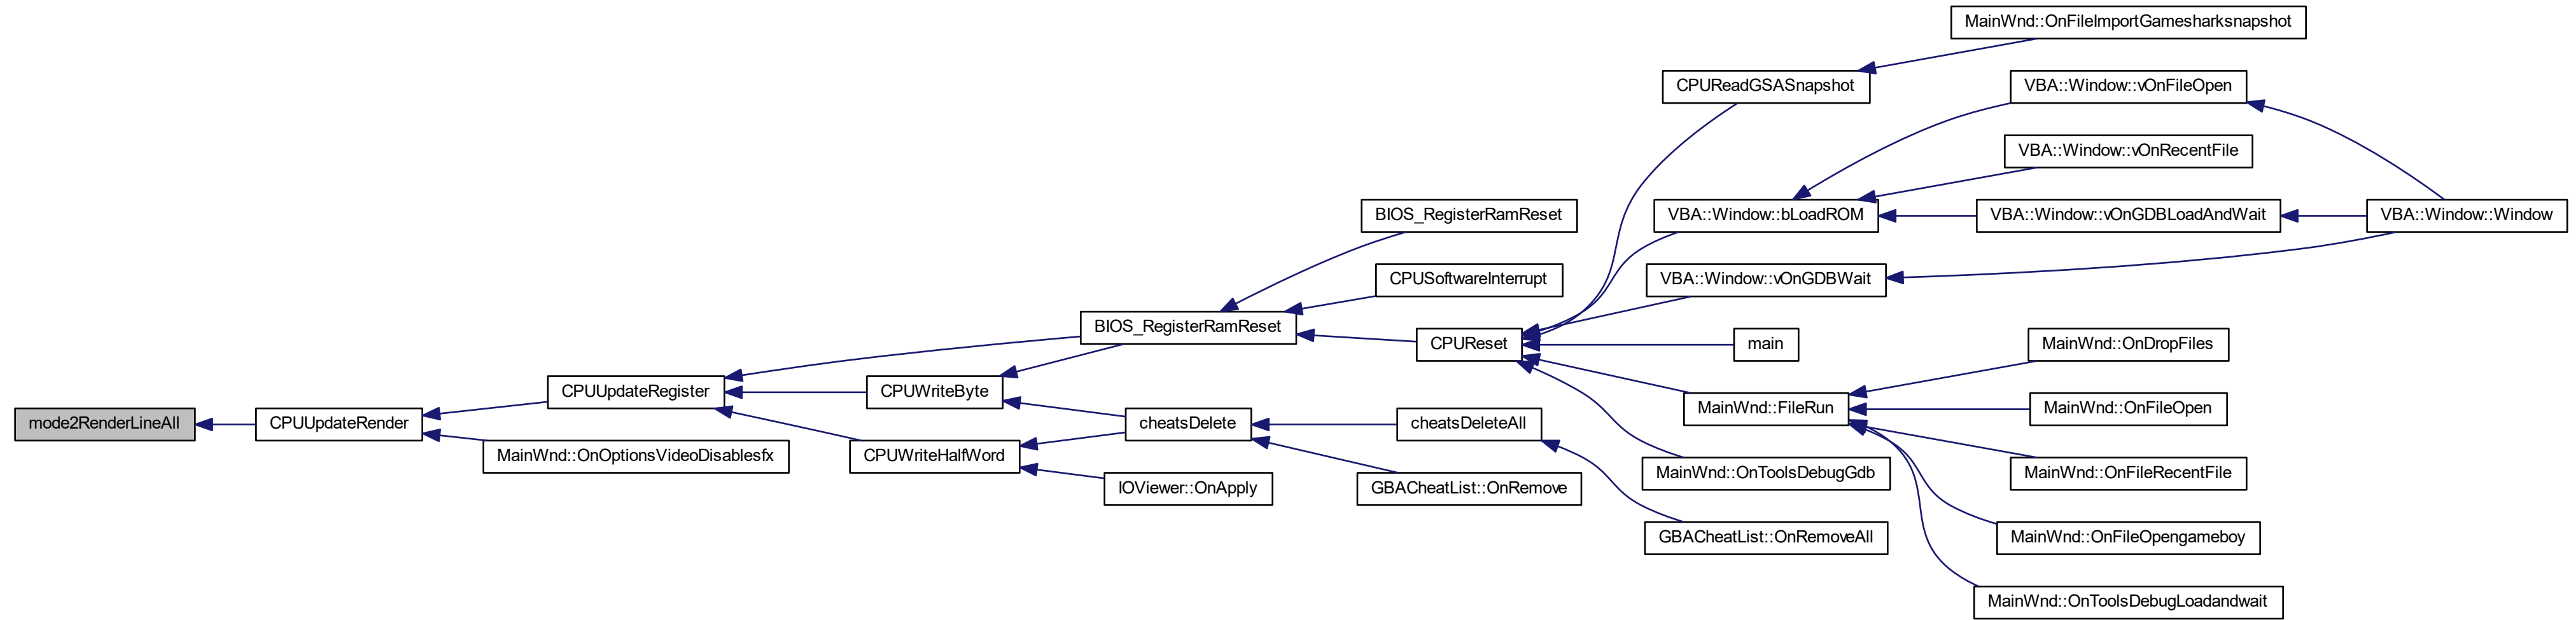 MainWnd::OnFileImportGamesharksnapshot
CPUReadGSASnapshot
VBA::Window::vOnFileOpen
VBA::Window::vOnRecentFile
BIOS_RegisterRamReset
VBA::Window::bLoadROM
VBA::Window::vOnGDBLoadAndWait
VBA::Window::Window
CPUSoftwareInterrupt
VBA::Window::vOnGDBWait
BIOS_RegisterRamReset
CPUReset
main
MainWnd::OnDropFiles
CPUUpdateRegister
CPUWriteByte
MainWnd::FileRun
MainWnd::OnFileOpen
mode2RenderLineAll
CPUUpdateRender
cheatsDelete
cheatsDeleteAll
MainWnd::OnOptionsVideoDisablesfx
CPUWriteHalfWord
MainWnd::OnToolsDebugGdb
MainWnd::OnFileRecentFile
IOViewer::OnApply
GBACheatList::OnRemove
GBACheatList::OnRemoveAll
MainWnd::OnFileOpengameboy
MainWnd::OnToolsDebugLoadandwait